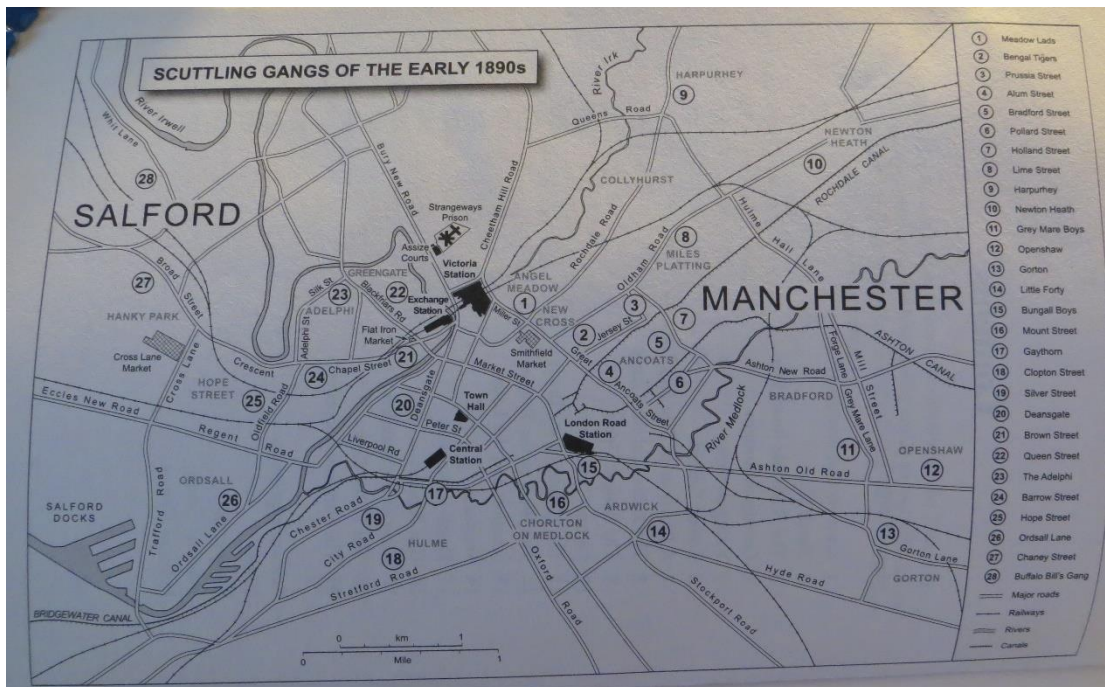 SCUTTLING GANGS OF THE EARLY 1890s
River Irwell
Whit Lane
28
SALFORD
Bury New Road
Cheetham Hill Road
River Irk
HARPURHEY
9
Queens Road
NEWTON
HEATH
10
ROCHDALE CANAL
COLLYHURST
Rochdale Road
Hulme Hall Lane
Strangeways
Prison
Assize
Courts
Victoria
Station
GREENGATE
Silk St
23
22
Blackfriars Rd
ADELPHI
Adelphi St
Exchange
Station
Flat Iron
Market
21
27
Broad Street
HANKY PARK
Cross Lane
Market
Cross Lane
Crescent
24
Chapel Street
HOPE
STREET
25
Oldfield Road
Eccles New Road
Regent Road
ANGEL
MEADOW
1
Miller St
NEW
CROSS
Smithfield
Market
Oldham Road
8
MILES
PLATTING
MANCHESTER
2
Jersey St
3
7
5
ANCOATS
4
Great Ancoats Street
6
Ashton New Road
Market Street
Deansgate
20
Town
Hall
Peter St
Liverpool Rd
Central
Station
London Road
Station
15
River Medlock
BRADFORD
Forge Lane
Mill Street
Grey Mare Lane
ASHTON
CANAL
11
OPENSHAW
12
Ashton Old Road
ORDSALL
26
Ordsall Lane
Trafford Road
SALFORD
DOCKS
BRIDGEWATER CANAL
Chester Road
19
17
City Road
18
HULME
Stretford Road
16
CHORLTON
ON MEDLOCK
Oxford Road
ARDWICK
14
Stockport Road
Hyde Road
13
Gorton Lane
GORTON
0 km 1
0 Mile 1
1 Meadow Lads
2 Bengal Tigers
3 Prussia Street
4 Alum Street
5 Bradford Street
6 Pollard Street
7 Holland Street
8 Lime Street
9 Harpurhey
10 Newton Heath
11 Grey Mare Boys
12 Openshaw
13 Gorton
14 Little Forty
15 Bungall Boys
16 Mount Street
17 Gaythorn
18 Clopton Street
19 Silver Street
20 Deansgate
21 Brown Street
22 Queen Street
23 The Adelphi
24 Barrow Street
25 Hope Street
26 Ordsall Lane
27 Chaney Street
28 Buffalo Bill's Gang
Major roads
Railways
Rivers
Canals